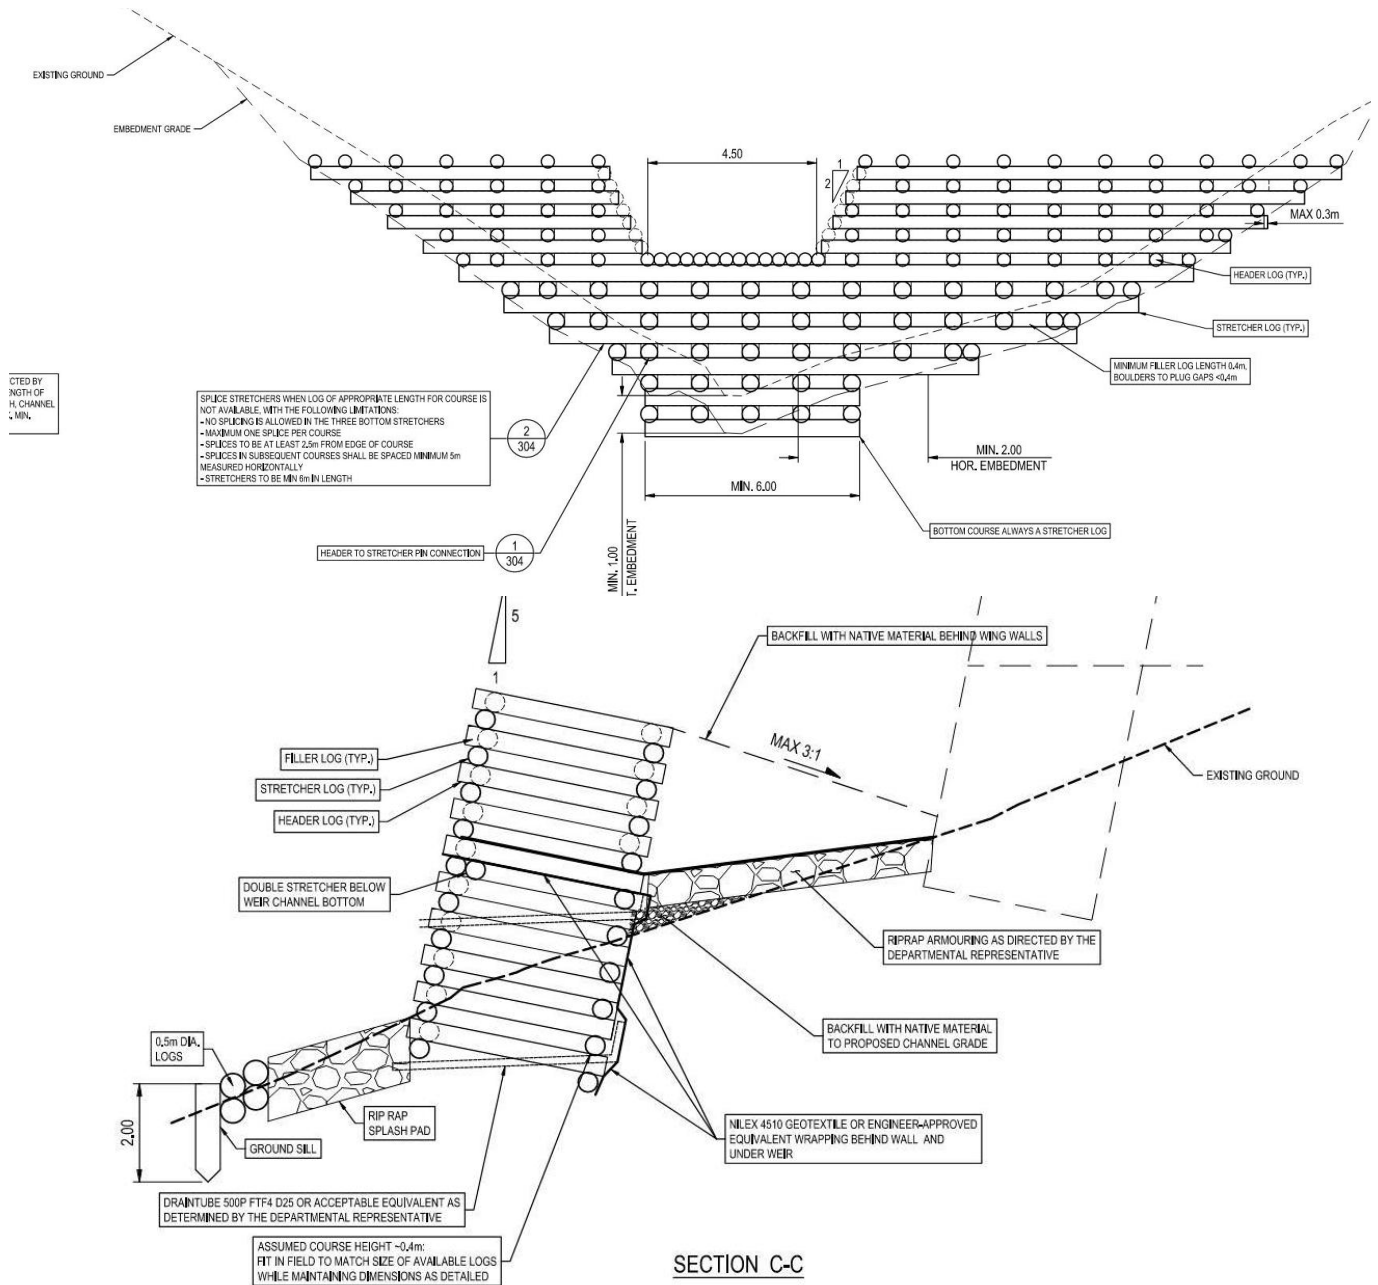 EXISTING GROUND
EMBEDMENT GRADE
4.50
1
2
MAX 0.3m
HEADER LOG (TYP.)
STRETCHER LOG (TYP.)
MINIMUM FILLER LOG LENGTH 0.4m,
BOULDERS TO PLUG GAPS <0.4m
CTED BY
ENGTH OF
H, CHANNEL
MIN.
SPLICE STRETCHERS WHEN LOG OF APPROPRIATE LENGTH FOR COURSE IS
NOT AVAILABLE, WITH THE FOLLOWING LIMITATIONS:
- NO SPLICING IS ALLOWED IN THE THREE BOTTOM STRETCHERS
- MAXIMUM ONE SPLICE PER COURSE
- SPLICES TO BE AT LEAST 2.5m FROM EDGE OF COURSE
- SPLICES IN SUBSEQUENT COURSES SHALL BE SPACED MINIMUM 5m
MEASURED HORIZONTALLY
- STRETCHERS TO BE MIN 6m IN LENGTH
2
304
MIN. 2.00
HOR. EMBEDMENT
MIN. 6.00
BOTTOM COURSE ALWAYS A STRETCHER LOG
HEADER TO STRETCHER PIN CONNECTION
1
304
MIN. 1.00
T. EMBEDMENT
5
1
BACKFILL WITH NATIVE MATERIAL BEHIND WING WALLS
MAX 3:1
FILLER LOG (TYP.)
STRETCHER LOG (TYP.)
HEADER LOG (TYP.)
EXISTING GROUND
DOUBLE STRETCHER BELOW
WEIR CHANNEL BOTTOM
RIPRAP ARMOURING AS DIRECTED BY THE
DEPARTMENTAL REPRESENTATIVE
BACKFILL WITH NATIVE MATERIAL
TO PROPOSED CHANNEL GRADE
0.5m DIA.
LOGS
2.00
RIP RAP
SPLASH PAD
GROUND SILL
NILEX 4510 GEOTEXTILE OR ENGINEER-APPROVED
EQUIVALENT WRAPPING BEHIND WALL AND
UNDER WEIR
DRAINTUBE 500P FTF4 D25 OR ACCEPTABLE EQUIVALENT AS
DETERMINED BY THE DEPARTMENTAL REPRESENTATIVE
ASSUMED COURSE HEIGHT ~0.4m:
FIT IN FIELD TO MATCH SIZE OF AVAILABLE LOGS
WHILE MAINTAINING DIMENSIONS AS DETAILED
SECTION C-C